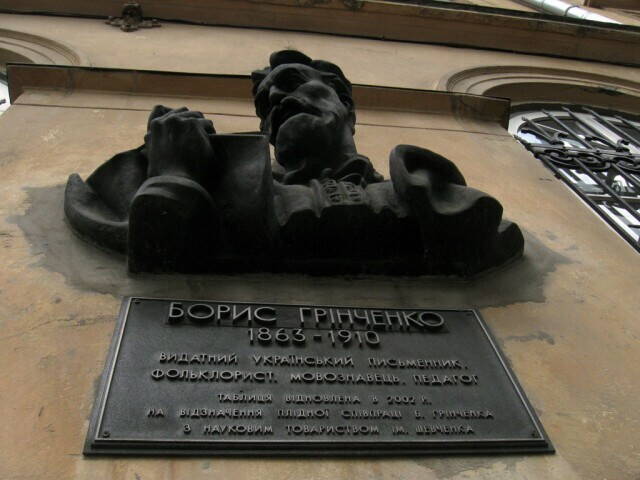 БОРИС ГРІНЧЕНКО
1863-1910
ВИДАТНИЙ УКРАЇНСЬКИЙ ПИСЬМЕННИК,
ФОЛЬКЛОРИСТ, МОВОЗНАВЕЦЬ, ПЕДАГОГ
ТАБЛИЦЯ ВІДНОВЛЕНА В 2002 Р.
НА ВІДЗНАЧЕННЯ ПЛІДНОЇ СПІВПРАЦІ Б. ГРІНЧЕНКА
З НАУКОВИМ ТОВАРИСТВОМ ІМ. ШЕВЧЕНКА